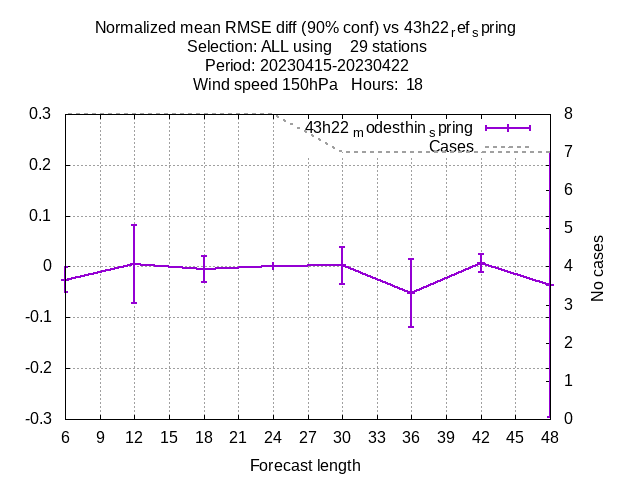 Normalized mean RMSE diff (90% conf) vs 43h22refspring
Selection: ALL using 29 stations
Period: 20230415-20230422
Wind speed 150hPa Hours: 18
43h22modesthinspring
Cases
0.3
0.2
0.1
0
-0.1
-0.2
-0.3
8
7
6
5
4
3
2
1
0
No cases
6 9 12 15 18 21 24 27 30 33 36 39 42 45 48
Forecast length